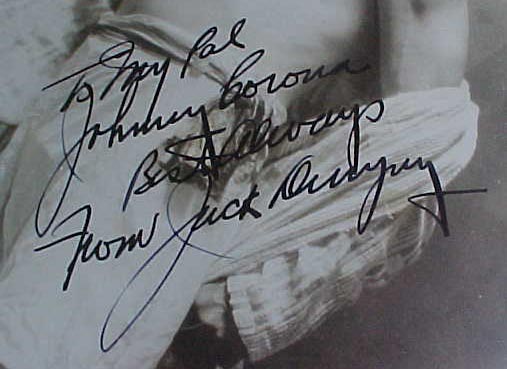 To My Pal
Johnny Corona
Best Always
From Jack Dempsey